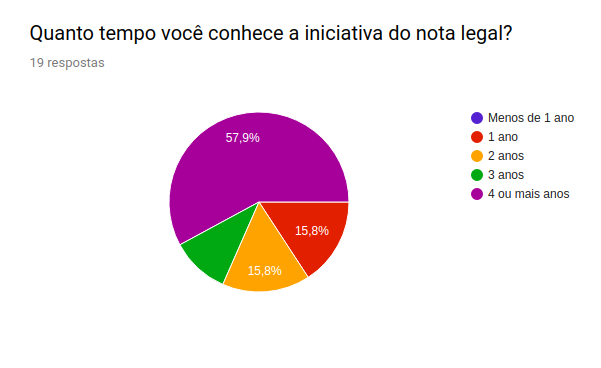 Quanto tempo você conhece a iniciativa do nota legal?
19 respostas
57,9%
15,8%
15,8%
Menos de 1 ano
1 ano
2 anos
3 anos
4 ou mais anos